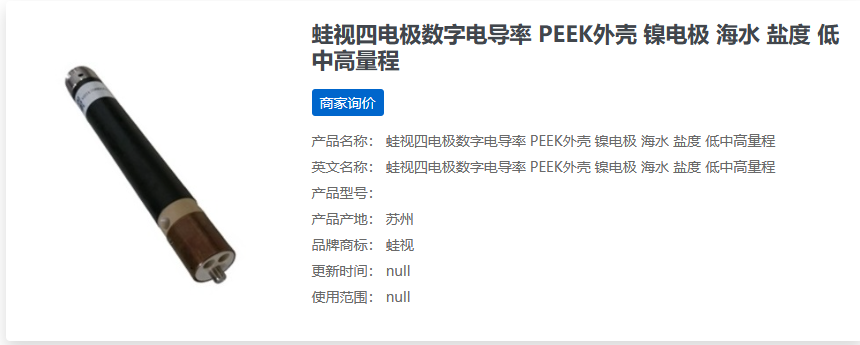 蛙视四电极数字电导率 PEEK外壳 镍电极 海水 盐度 低
中高量程
商家询价
产品名称： 蛙视四电极数字电导率 PEEK外壳 镍电极 海水 盐度 低中高量程
英文名称： 蛙视四电极数字电导率 PEEK外壳 镍电极 海水 盐度 低中高量程
产品型号：
产品产地： 苏州
品牌商标： 蛙视
更新时间： null
使用范围： null